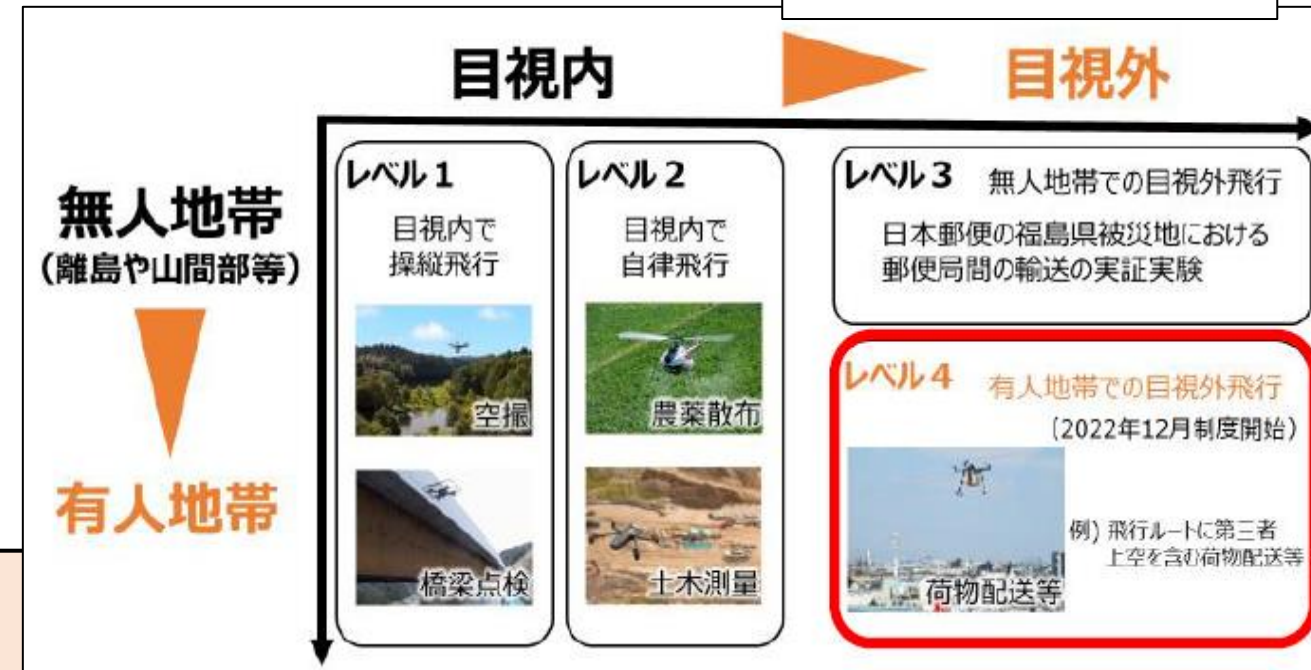 目視内
目視外
無人地帯
（離島や山間部等）
有人地帯
レベル１
目視内で
操縦飛行
空撮
橋梁点検
レベル２
目視内で
自律飛行
農薬散布
土木測量
レベル３ 無人地帯での目視外飛行
日本郵便の福島県被災地における
郵便局間の輸送の実証実験
レベル４ 有人地帯での目視外飛行
（2022年12月制度開始）
荷物配送等
例) 飛行ルートに第三者
上空を含む荷物配送等